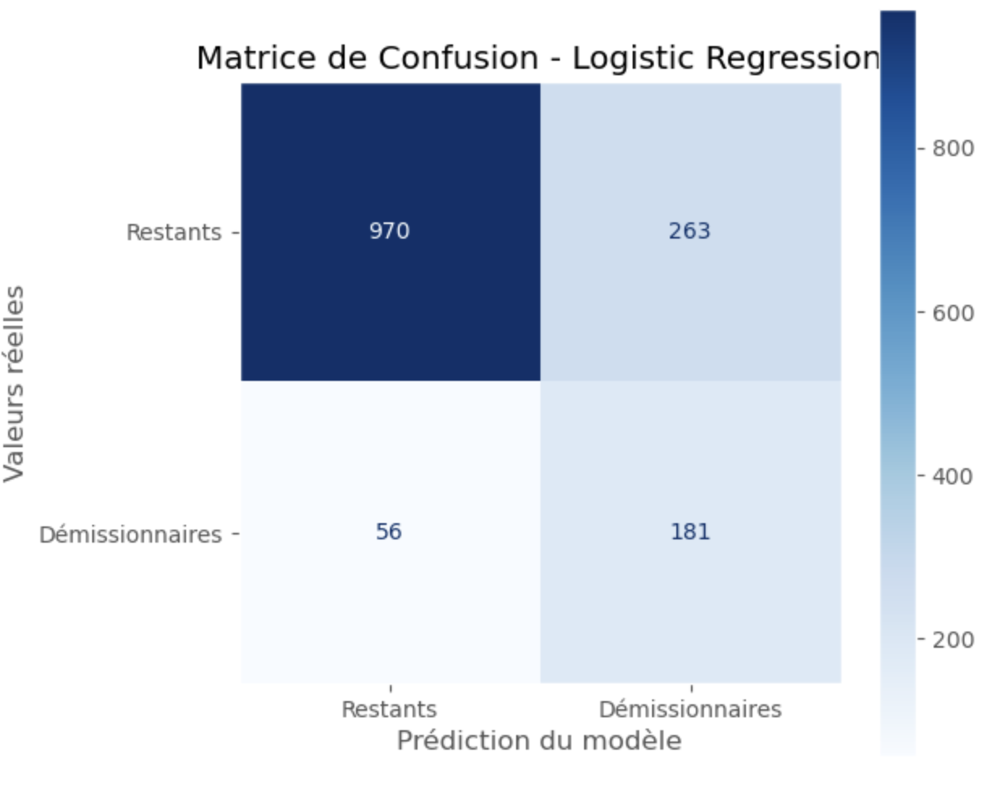 Matrice de Confusion - Logistic Regression
Valeurs réelles
Restants
970
263
Démissionnaires
56
181
Restants
Démissionnaires
Prédiction du modèle
800
600
400
200